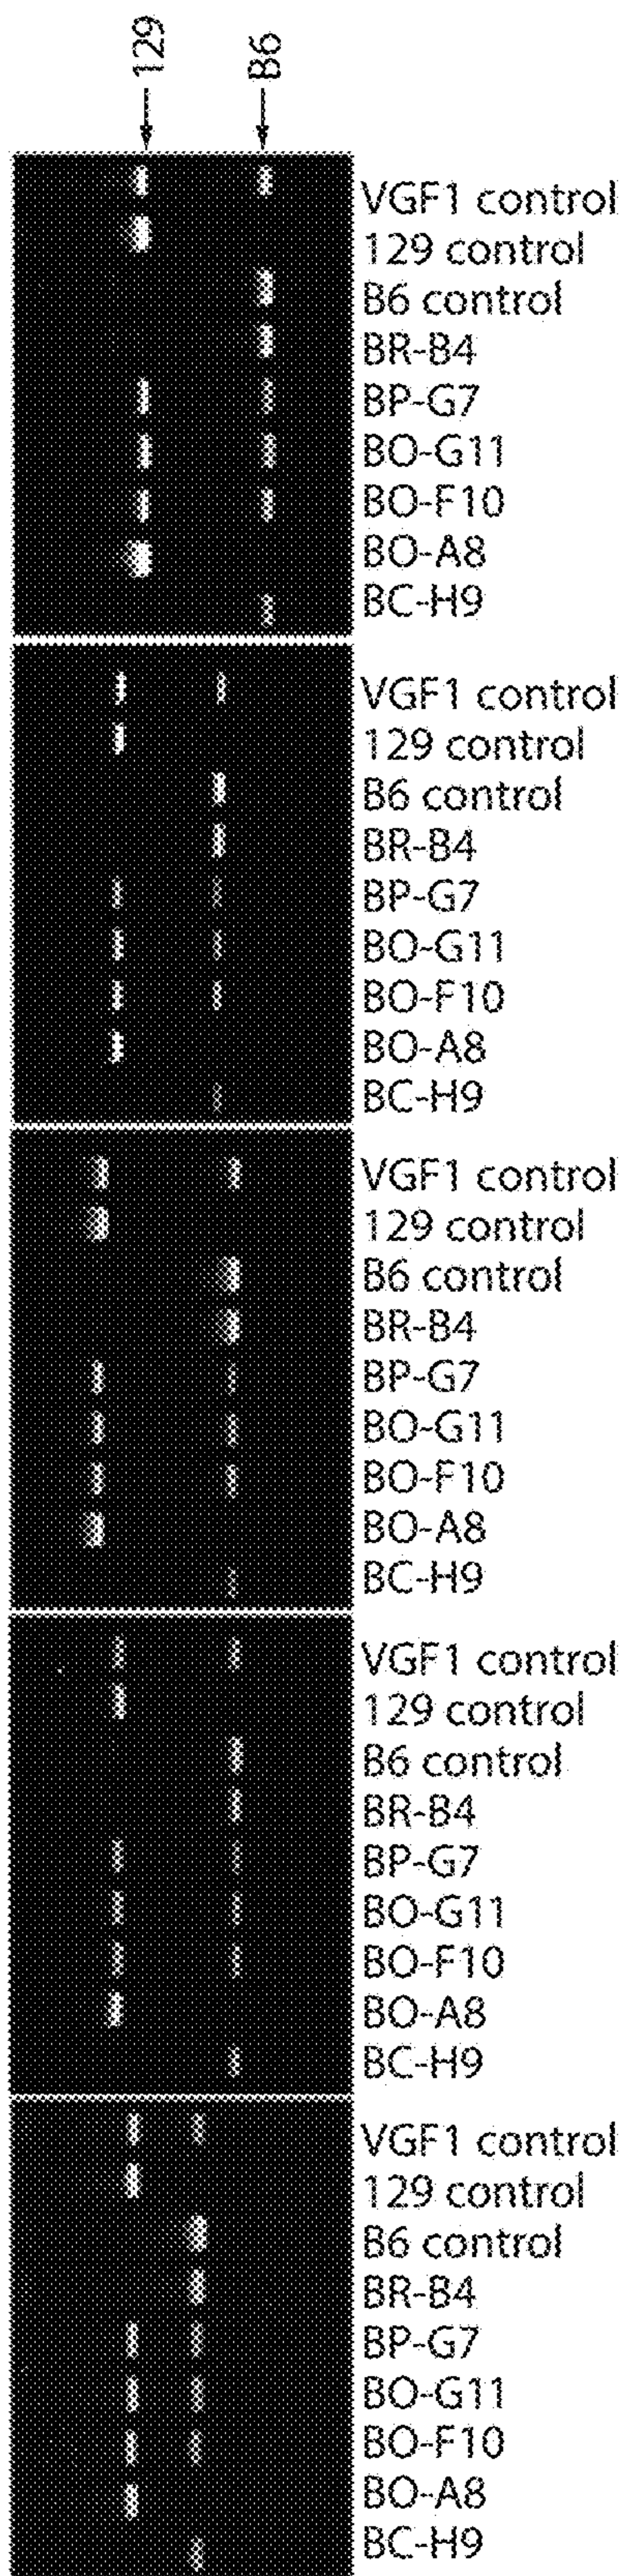 129
B6
VGF1 control
129 control
B6 control
BR-B4
BP-G7
BO-G11
BO-F10
BO-A8
BC-H9
VGF1 control
129 control
B6 control
BR-B4
BP-G7
BO-G11
BO-F10
BO-A8
BC-H9
VGF1 control
129 control
B6 control
BR-B4
BP-G7
BO-G11
BO-F10
BO-A8
BC-H9
VGF1 control
129 control
B6 control
BR-B4
BP-G7
BO-G11
BO-F10
BO-A8
BC-H9
VGF1 control
129 control
B6 control
BR-B4
BP-G7
BO-G11
BO-F10
BO-A8
BC-H9